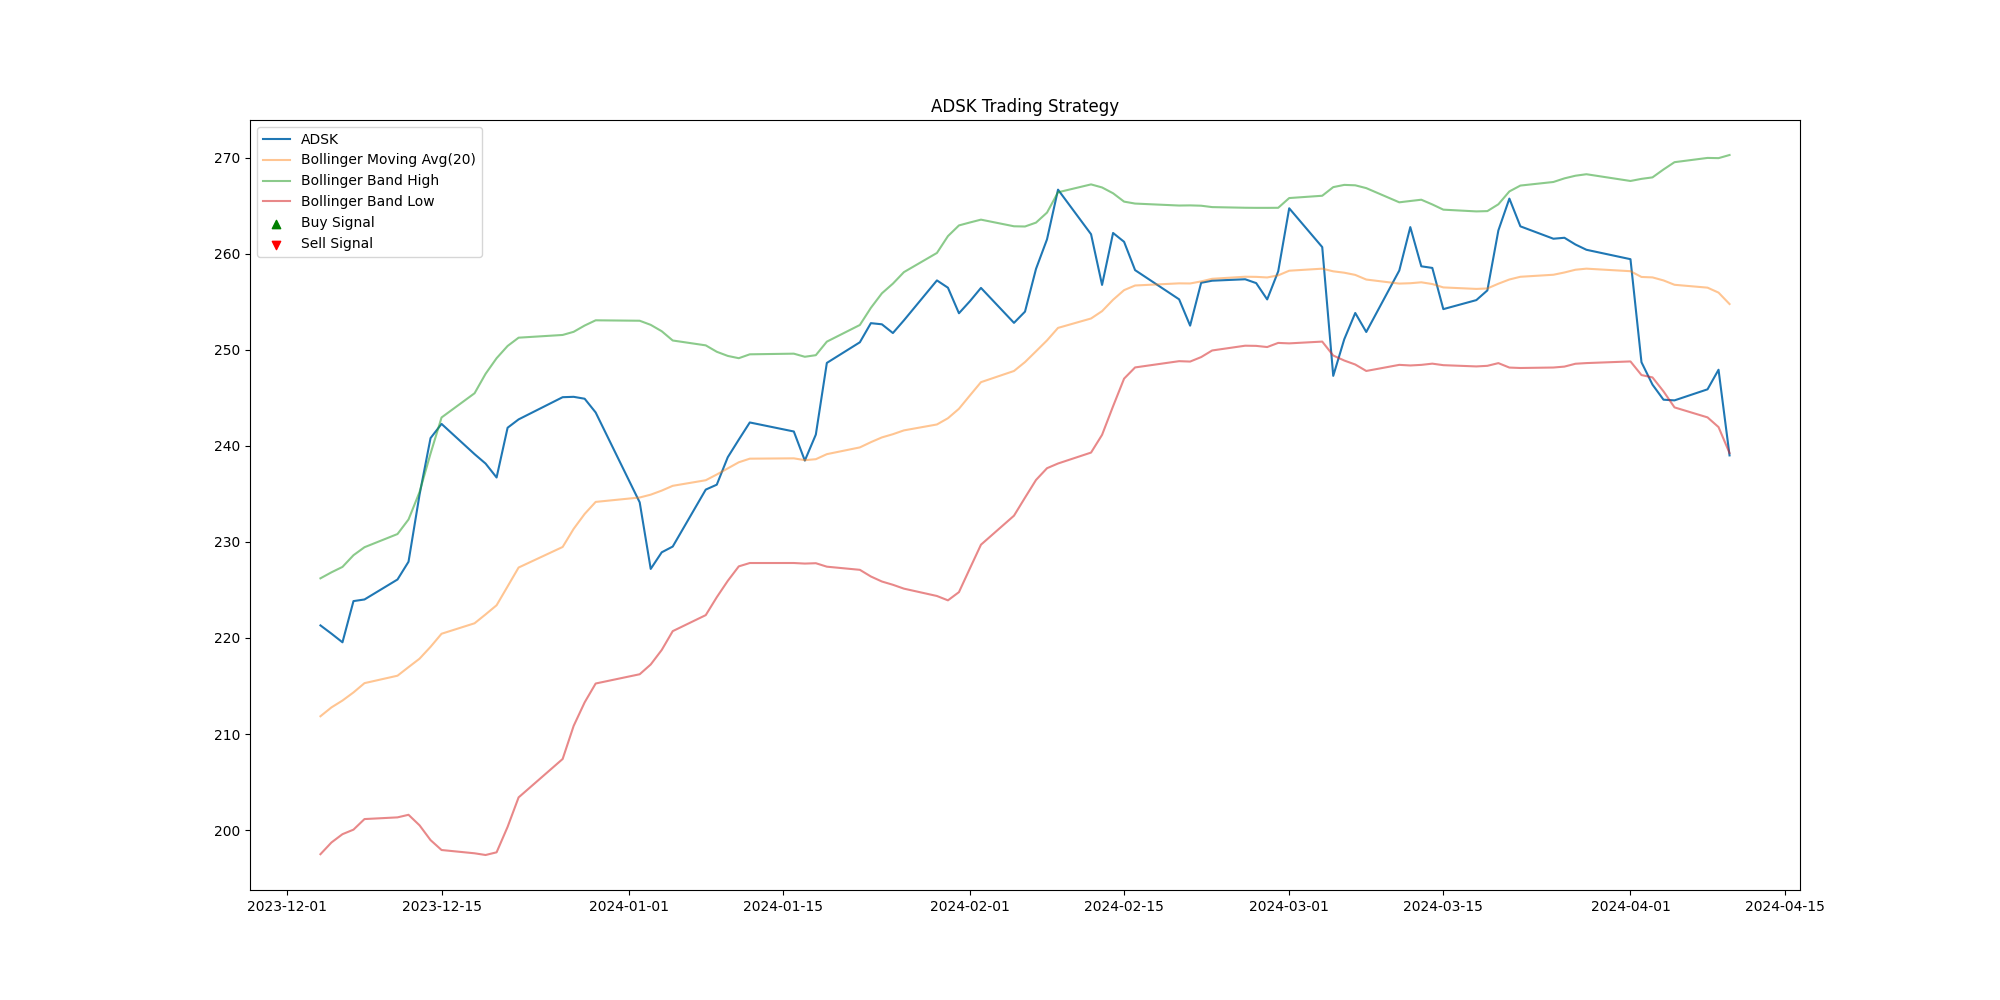 ADSK Trading Strategy
ADSK
Bollinger Moving Avg(20)
Bollinger Band High
Bollinger Band Low
Buy Signal
Sell Signal
270
260
250
240
230
220
210
200
2023-12-01 2023-12-15 2024-01-01 2024-01-15 2024-02-01 2024-02-15 2024-03-01 2024-03-15 2024-04-01 2024-04-15